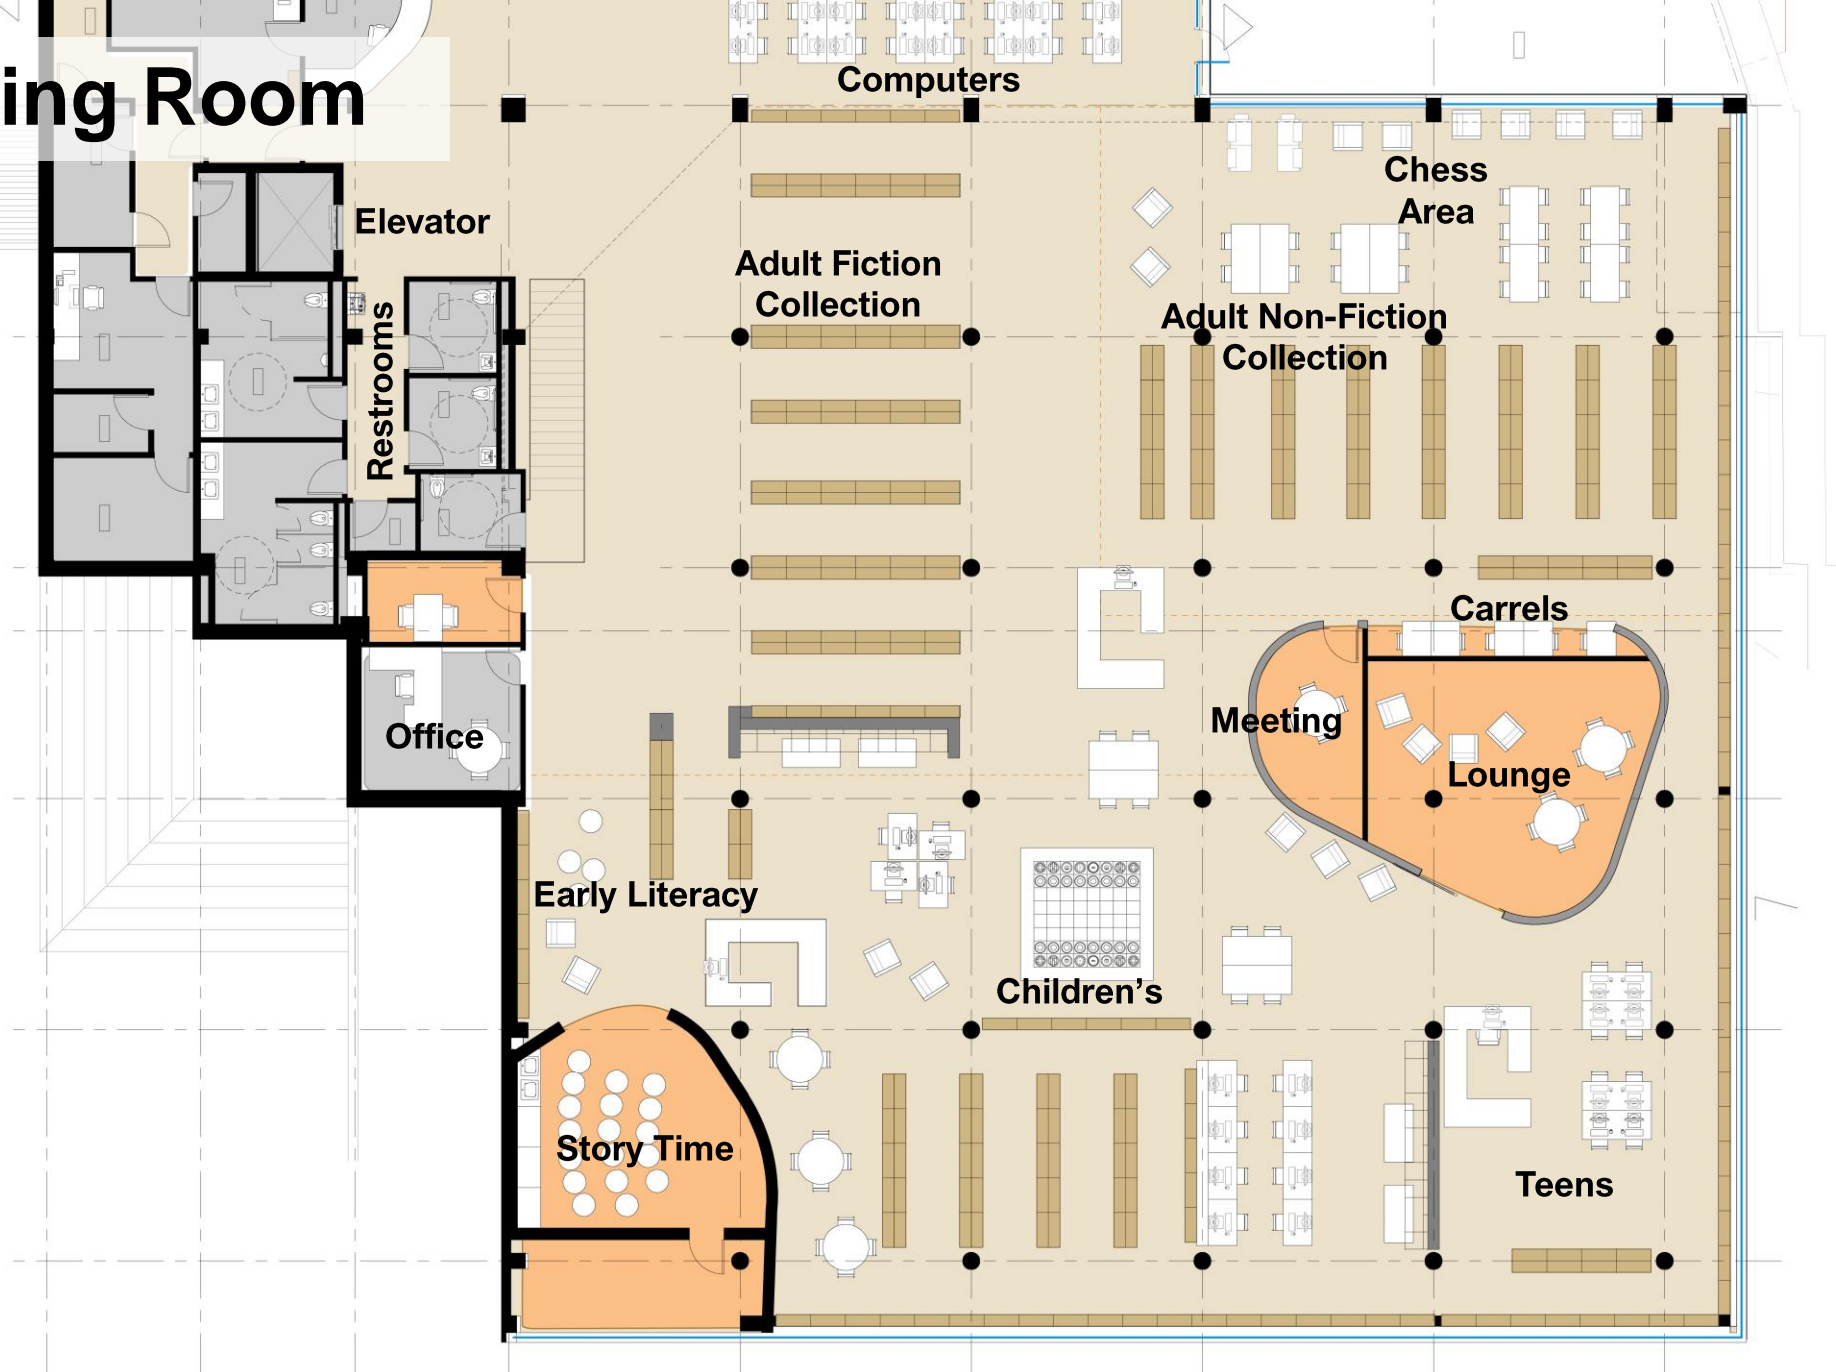 Computers
ing Room
Chess
Area
Elevator
Adult Fiction
Collection
Adult Non-Fiction
Collection
Restrooms
Carrels
Meeting
Office
Lounge
Early Literacy
Children’s
Story Time
Teens